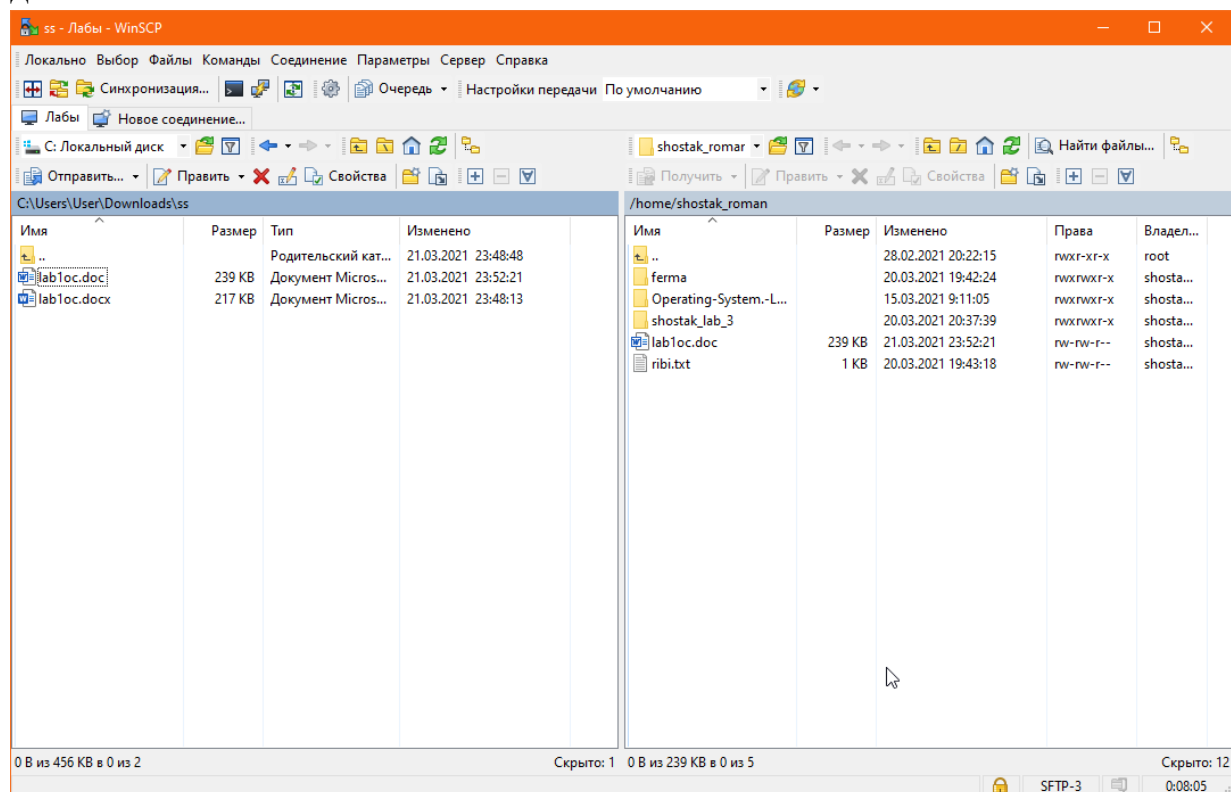 ss - Лабы - WinSCP
Локально Выбор Файлы Команды Соединение Параметры Сервер Справка
Синхронизация... Очередь Настройки передачи По умолчанию
Лабы Новое соединение...
C: Локальный диск shostak_romar Найти файлы...
Отправить... Править Свойства Получить Править Свойства
C:\Users\User\Downloads\ss /home/shostak_roman
Имя Размер Тип Изменено Имя Размер Изменено Права Владел...
.. Родительский кат... 21.03.2021 23:48:48 .. 28.02.2021 20:22:15 rwxr-xr-x root
lab1oc.doc 239 KB Документ Micros... 21.03.2021 23:52:21 ferma 20.03.2021 19:42:24 rwxrwxr-x shosta...
lab1oc.docx 217 KB Документ Micros... 21.03.2021 23:48:13 Operating-System.-L... 15.03.2021 9:11:05 rwxrwxr-x shosta...
shostak_lab_3 20.03.2021 20:37:39 rwxrwxr-x shosta...
lab1oc.doc 239 KB 21.03.2021 23:52:21 rw-rw-r-- shosta...
ribi.txt 1 KB 20.03.2021 19:43:18 rw-rw-r-- shosta...
0 B из 456 KB в 0 из 2 Скрыто: 1 0 B из 239 KB в 0 из 5 Скрыто: 12
SFTP-3 0:08:05